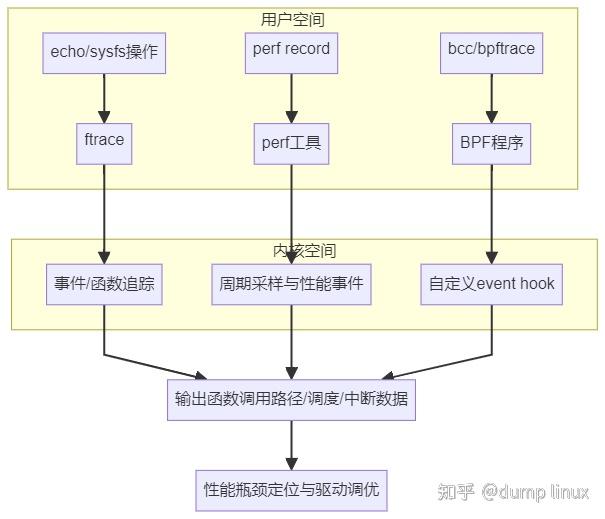 用户空间
echo/sysfs操作
perf record
bcc/bpftrace
ftrace
perf工具
BPF程序
内核空间
事件/函数追踪
周期采样与性能事件
自定义event hook
输出函数调用路径/调度/中断数据
性能瓶颈定位与驱动调优
知乎 @dump linux